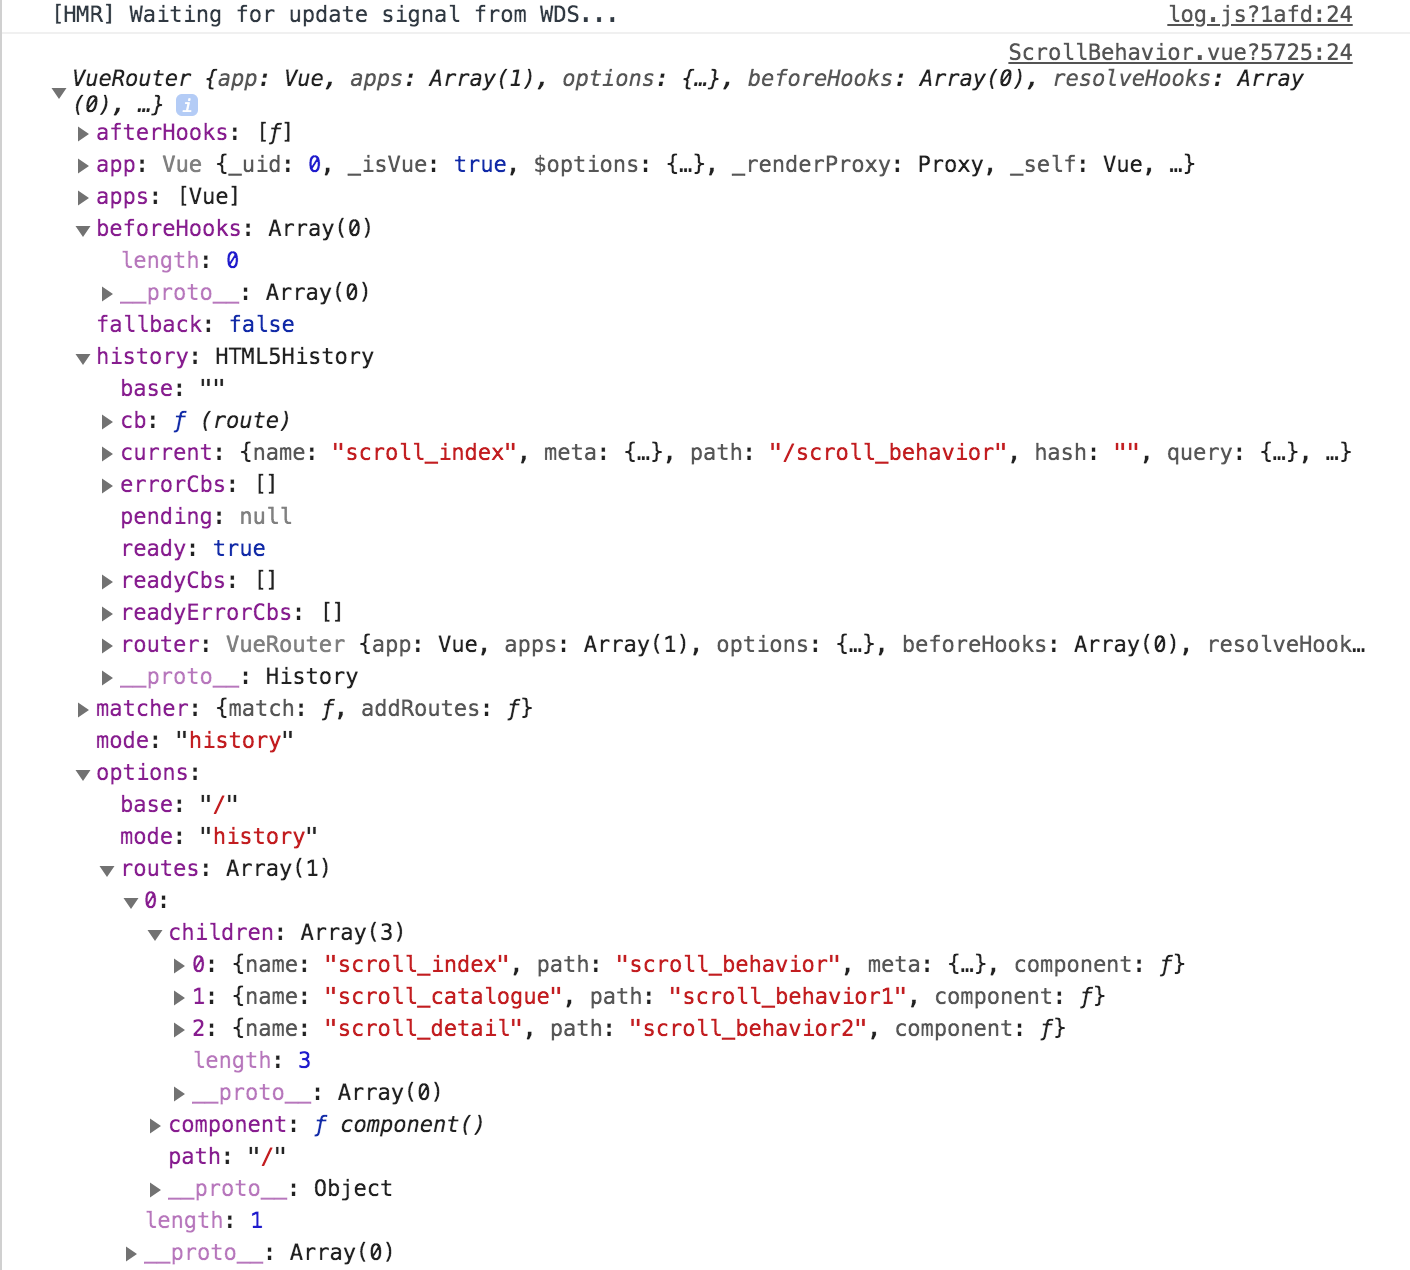 [HMR] Waiting for update signal from WDS... log.js?1afd:24
ScrollBehavior.vue?5725:24
VueRouter {app: Vue, apps: Array(1), options: {…}, beforeHooks: Array(0), resolveHooks: Array
(0), …} i
afterHooks: [ƒ]
app: Vue {_uid: 0, _isVue: true, $options: {…}, _renderProxy: Proxy, _self: Vue, …}
apps: [Vue]
beforeHooks: Array(0)
length: 0
__proto__: Array(0)
fallback: false
history: HTML5History
base: ""
cb: ƒ (route)
current: {name: "scroll_index", meta: {…}, path: "/scroll_behavior", hash: "", query: {…}, …}
errorCbs: []
pending: null
ready: true
readyCbs: []
readyErrorCbs: []
router: VueRouter {app: Vue, apps: Array(1), options: {…}, beforeHooks: Array(0), resolveHook…
__proto__: History
matcher: {match: ƒ, addRoutes: ƒ}
mode: "history"
options:
base: "/"
mode: "history"
routes: Array(1)
0:
children: Array(3)
0: {name: "scroll_index", path: "scroll_behavior", meta: {…}, component: ƒ}
1: {name: "scroll_catalogue", path: "scroll_behavior1", component: ƒ}
2: {name: "scroll_detail", path: "scroll_behavior2", component: ƒ}
length: 3
__proto__: Array(0)
component: ƒ component()
path: "/"
__proto__: Object
length: 1
__proto__: Array(0)